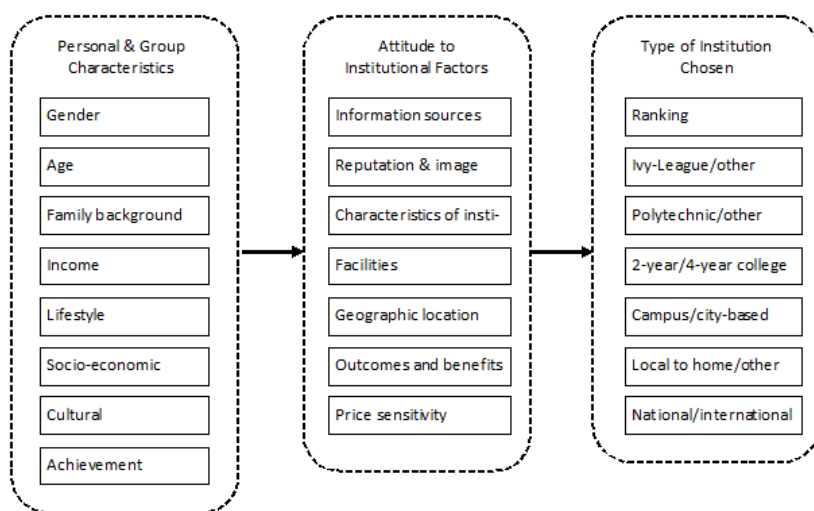 Personal & Group
Characteristics
Gender
Age
Family background
Income
Lifestyle
Socio-economic
Cultural
Achievement
Attitude to
Institutional Factors
Information sources
Reputation & image
Characteristics of insti-
Facilities
Geographic location
Outcomes and benefits
Price sensitivity
Type of Institution
Chosen
Ranking
Ivy-League/other
Polytechnic/other
2-year/4-year college
Campus/city-based
Local to home/other
National/international